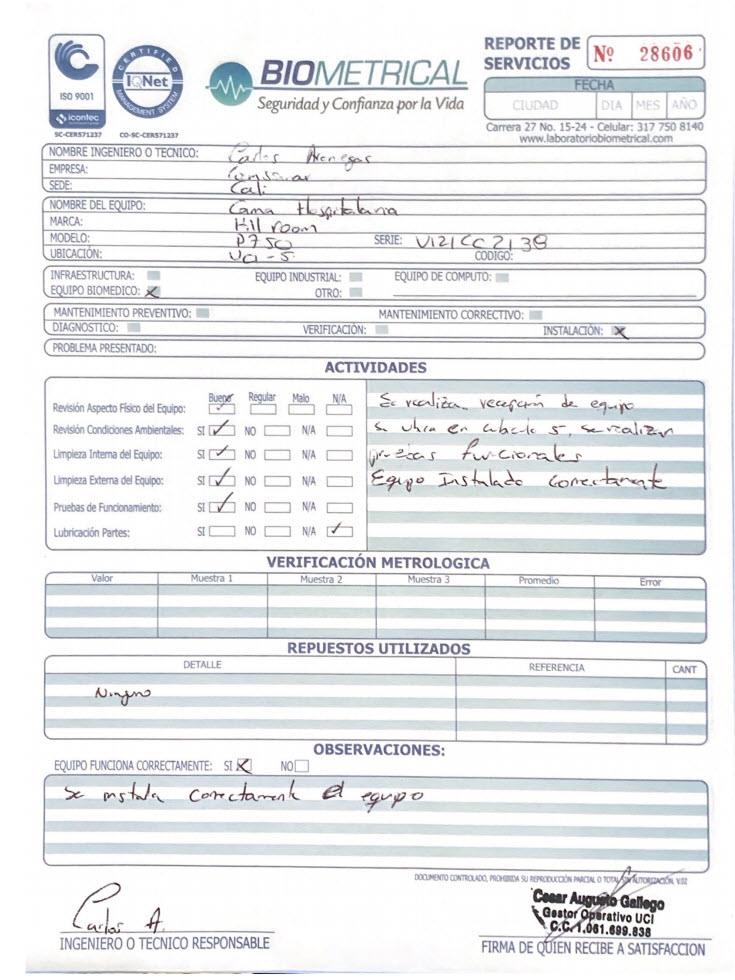 ISO 9001
icontec
SC-CER571237
CERTIFIED
IQNet
MANAGEMENT SYSTEM
CO-SC-CER571237
BIOMETRICAL
Seguridad y Confianza por la Vida
REPORTE DE SERVICIOS
Nº 28606
FECHA
CIUDAD DIA MES AÑO
Carrera 27 No. 15-24 - Celular: 317 750 8140
www.laboratoriobiometrical.com
NOMBRE INGENIERO O TECNICO: Carlos
EMPRESA:
SEDE: Cali
NOMBRE DEL EQUIPO: Cama Hospitalaria
MARCA: Hill room
MODELO: P750 SERIE: V121CC2138
UBICACIÓN: UCI-5 CODIGO:
INFRAESTRUCTURA: EQUIPO INDUSTRIAL: EQUIPO DE COMPUTO:
EQUIPO BIOMEDICO: X OTRO:
MANTENIMIENTO PREVENTIVO: MANTENIMIENTO CORRECTIVO:
DIAGNOSTICO: VERIFICACIÓN: INSTALACIÓN: X
PROBLEMA PRESENTADO:
ACTIVIDADES
Bueno Regular Malo N/A
Revisión Aspecto Físico del Equipo:
Revisión Condiciones Ambientales: SI NO N/A
Limpieza Interna del Equipo: SI NO N/A
Limpieza Externa del Equipo: SI NO N/A
Pruebas de Funcionamiento: SI NO N/A
Lubricación Partes: SI NO N/A
Se realiza recepción de equipo
se ubica en cubiculo 5, se realizan
pruebas funcionales
Equipo Instalado Correctamente
VERIFICACIÓN METROLOGICA
Valor Muestra 1 Muestra 2 Muestra 3 Promedio Error
REPUESTOS UTILIZADOS
DETALLE REFERENCIA CANT
Ninguno
OBSERVACIONES:
EQUIPO FUNCIONA CORRECTAMENTE: SI X NO
Se instala correctamente el equipo
DOCUMENTO CONTROLADO, PROHIBIDA SU REPRODUCCIÓN PARCIAL O TOTAL SIN AUTORIZACIÓN. V.02
Carlos A.
INGENIERO O TECNICO RESPONSABLE
Cesar Augusto Gallego
Gestor Operativo UCI
C.C. 1.061.699.838
FIRMA DE QUIEN RECIBE A SATISFACCION